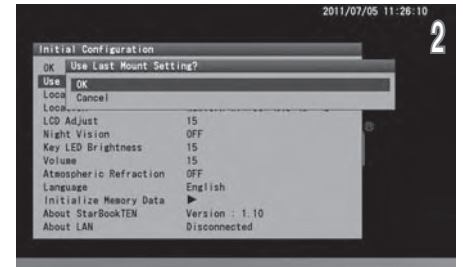 2011/07/05 11:26:10
2
Initial Configuration
OK
Use Last Mount Setting?
Use
OK
Loca
Cancel
LCD Adjust 15
Night Vision OFF
Key LED Brightness 15
Volume 15
Atmospheric Refraction OFF
Language English
Initialize Memory Data ▶
About StarBookTEN Version : 1.10
About LAN Disconnected